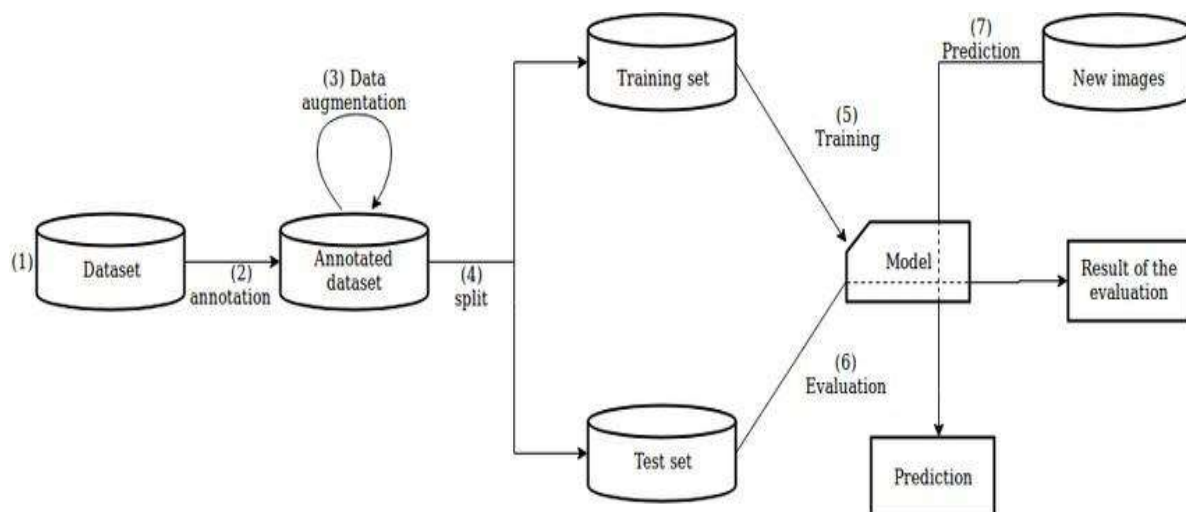 (1)
Dataset
(2)
annotation
(3) Data
augmentation
Annotated
dataset
(4)
split
Training set
Test set
(5)
Training
(6)
Evaluation
(7)
Prediction
New images
Model
Result of the
evaluation
Prediction